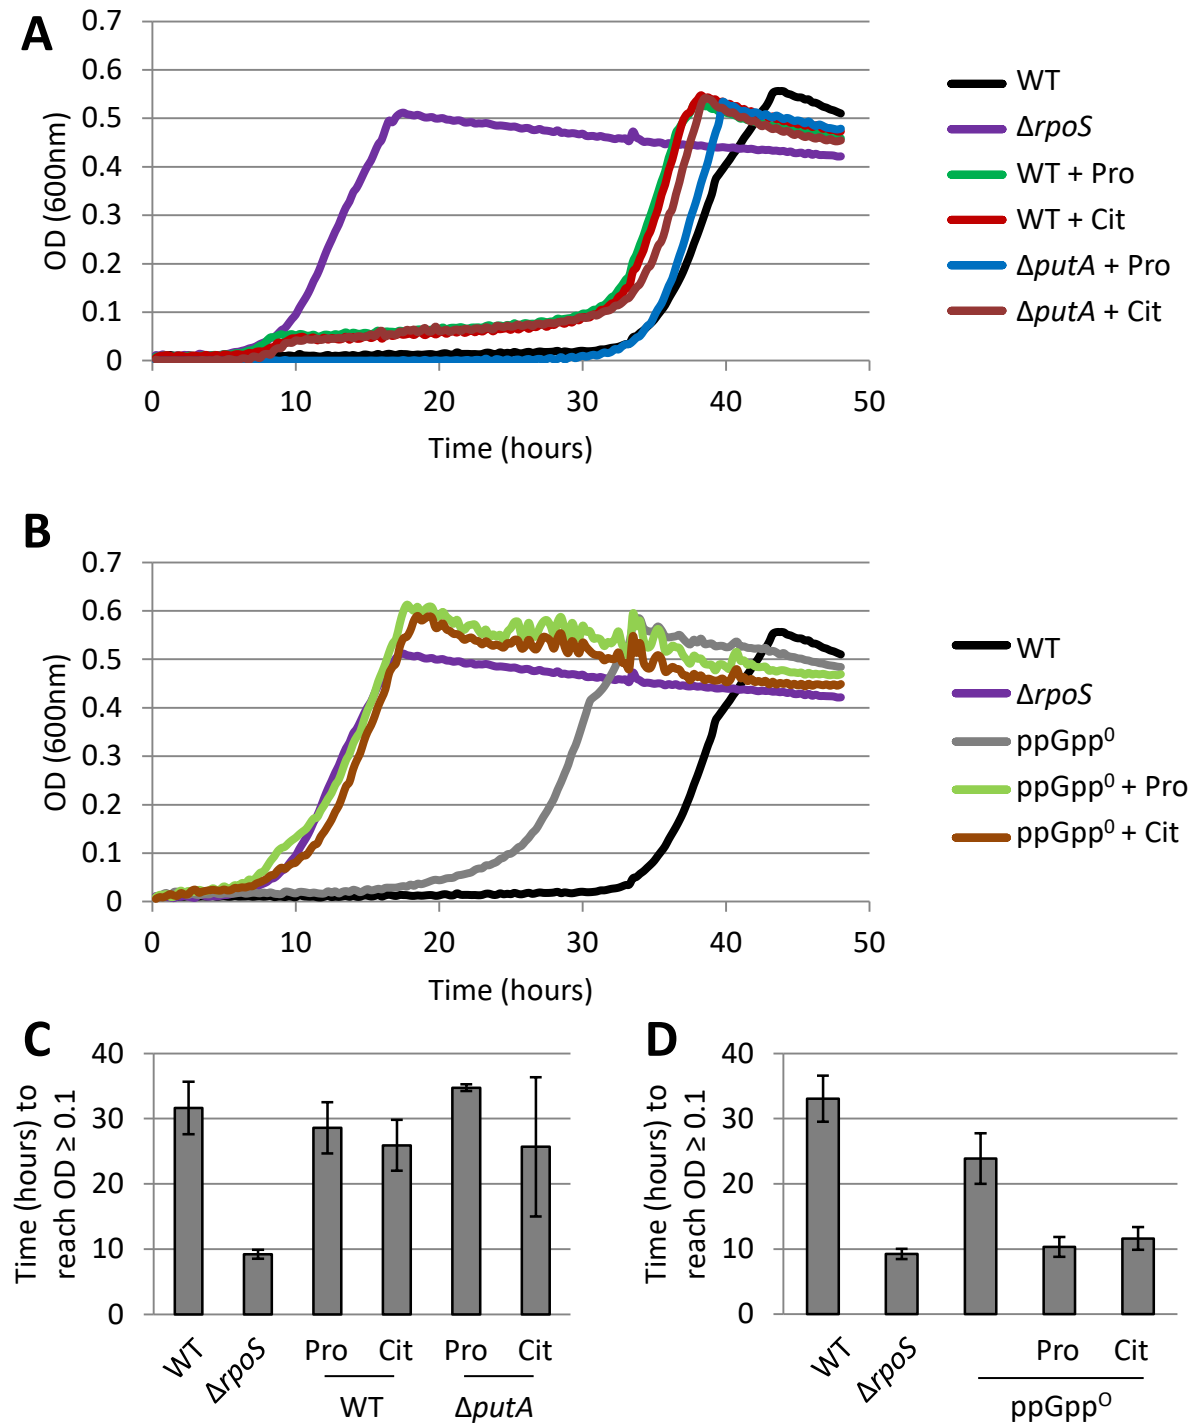 A
0.7
0.6
0.5
0.4
0.3
0.2
0.1
0
OD (600nm)
0 10 20 30 40 50
Time (hours)
WT
ΔrpoS
WT + Pro
WT + Cit
ΔputA + Pro
ΔputA + Cit
B
0.7
0.6
0.5
0.4
0.3
0.2
0.1
0
OD (600nm)
0 10 20 30 40 50
Time (hours)
WT
ΔrpoS
ppGpp⁰
ppGpp⁰ + Pro
ppGpp⁰ + Cit
C
Time (hours) to
reach OD ≥ 0.1
40
30
20
10
0
WT ΔrpoS Pro Cit Pro Cit
WT ΔputA
D
Time (hours) to
reach OD ≥ 0.1
40
30
20
10
0
WT ΔrpoS Pro Cit
ppGppᴼ